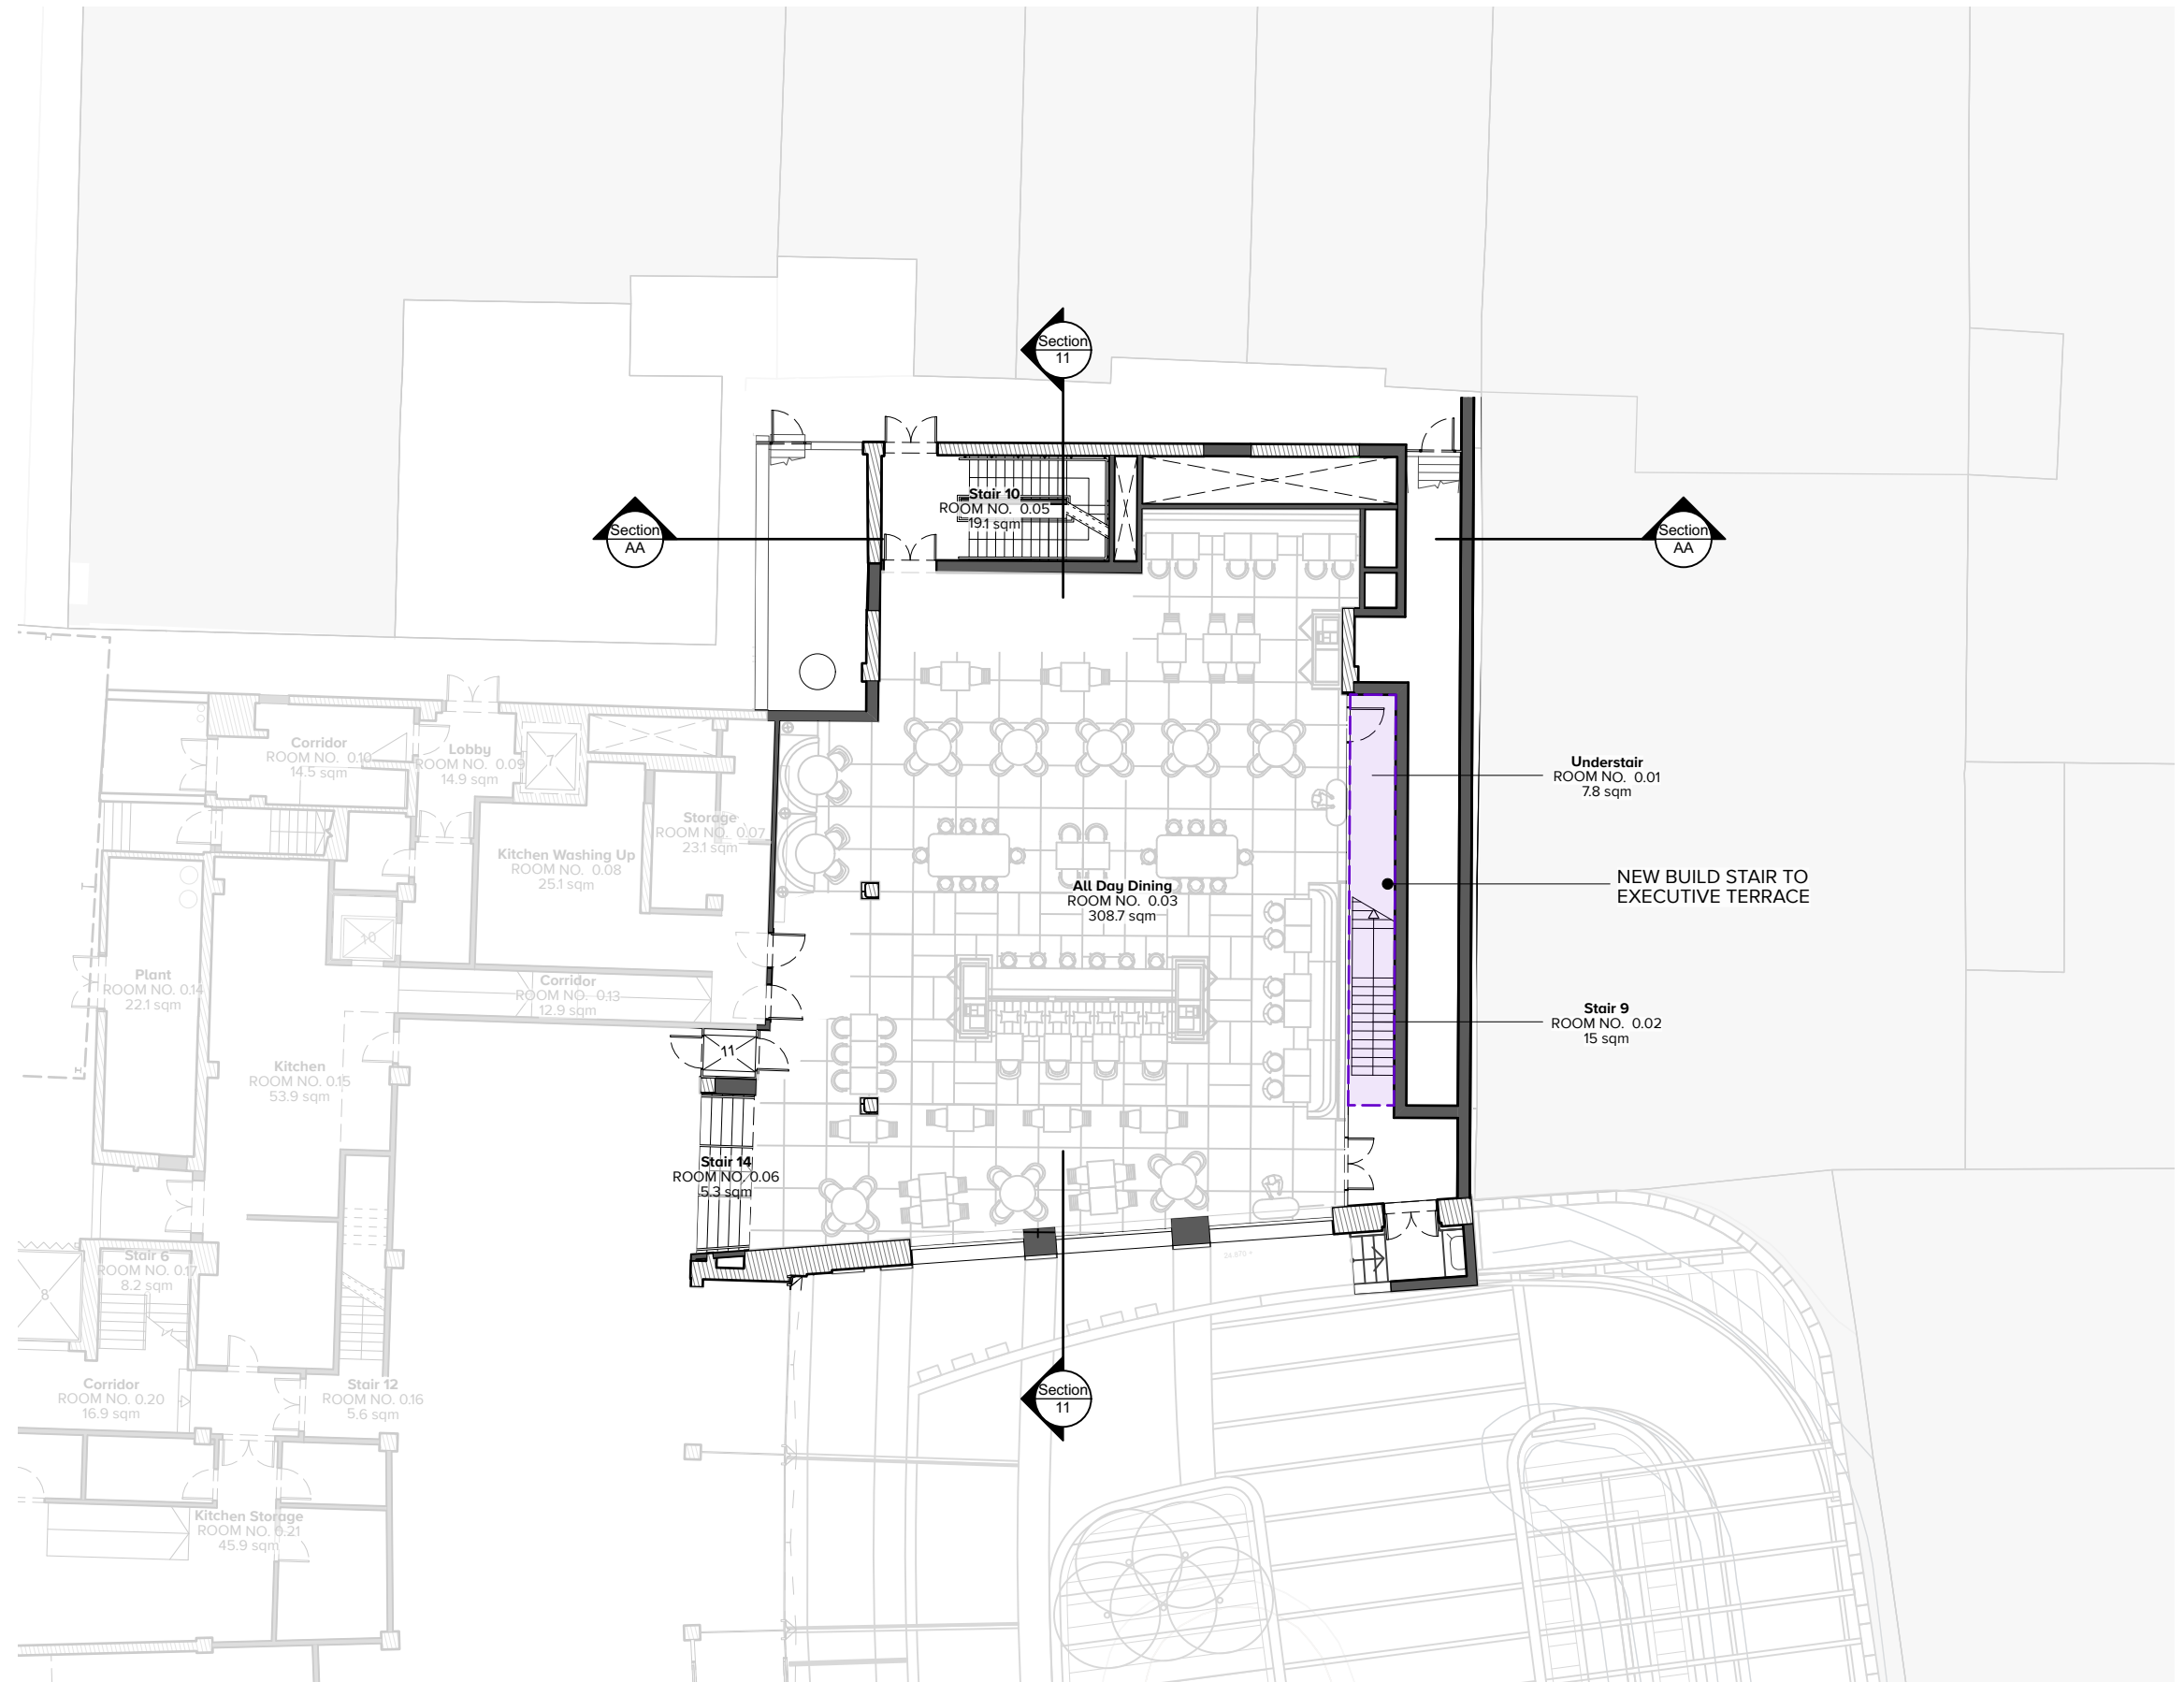 Section
11
Section
AA
Section
AA
Stair 10
ROOM NO. 0.05
19.1 sqm
Corridor
ROOM NO. 0.10
14.5 sqm
Lobby
ROOM NO. 0.09
14.9 sqm
7
Understair
ROOM NO. 0.01
7.8 sqm
Storage
ROOM NO. 0.07
23.1 sqm
Kitchen Washing Up
ROOM NO. 0.08
25.1 sqm
NEW BUILD STAIR TO
EXECUTIVE TERRACE
All Day Dining
ROOM NO. 0.03
308.7 sqm
10
Plant
ROOM NO. 0.14
22.1 sqm
Corridor
ROOM NO. 0.13
12.9 sqm
Stair 9
ROOM NO. 0.02
15 sqm
11
Kitchen
ROOM NO. 0.15
53.9 sqm
Stair 14
ROOM NO. 0.06
5.3 sqm
Stair 6
ROOM NO. 0.17
8.2 sqm
8
Corridor
ROOM NO. 0.20
16.9 sqm
Stair 12
ROOM NO. 0.16
5.6 sqm
Section
11
Kitchen Storage
ROOM NO. 0.21
45.9 sqm